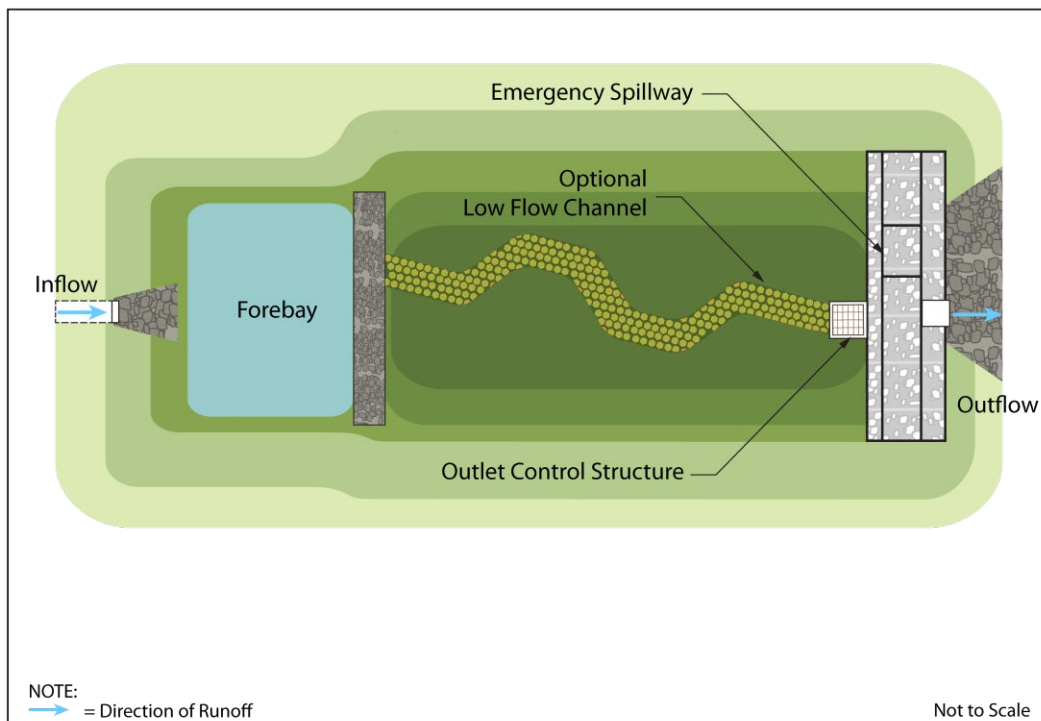 Emergency Spillway
Optional
Low Flow Channel
Inflow
Forebay
Outflow
Outlet Control Structure
NOTE:
= Direction of Runoff
Not to Scale